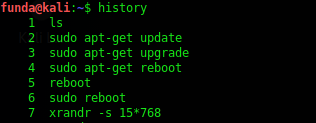 funda@kali:~$ history
1 ls
2 sudo apt-get update
3 sudo apt-get upgrade
4 sudo apt-get reboot
5 reboot
6 sudo reboot
7 xrandr -s 15*768